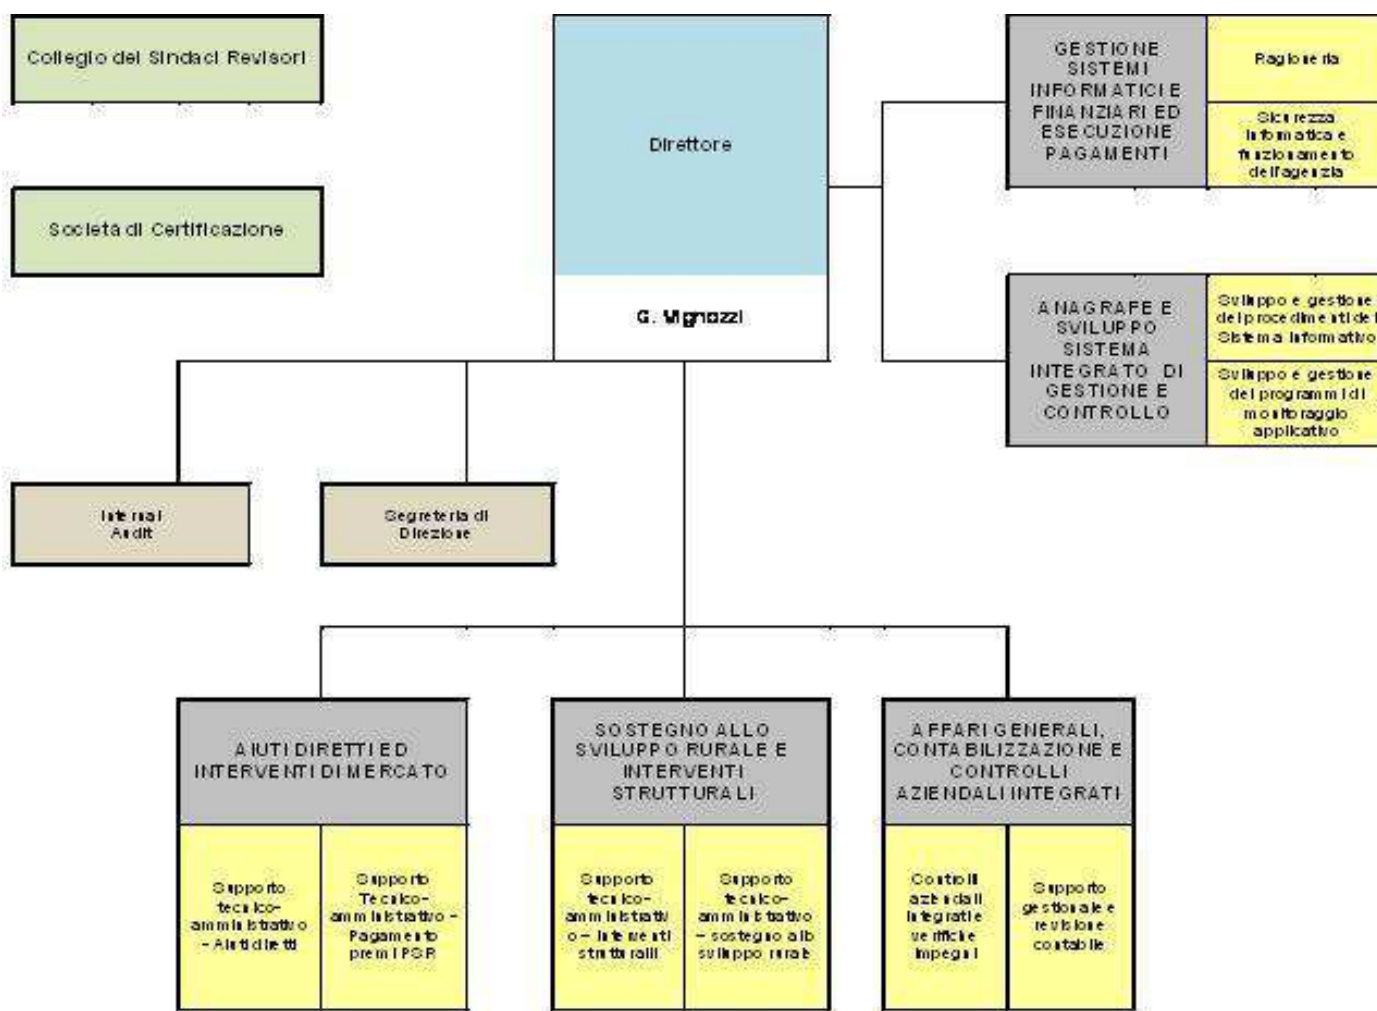 Collegio dei Sindaci Revisori
Società di Certificazione
Direttore
G. Vignozzi
GESTIONE
SISTEMI
INFORMATICI E
FINANZIARI ED
ESECUZIONE
PAGAMENTI
Ragioneria
Sicurezza
informatica e
funzionamento
dell'agenzia
ANAGRAFE E
SVILUPPO
SISTEMA
INTEGRATO DI
GESTIONE E
CONTROLLO
Sviluppo e gestione
dei procedimenti del
Sistema Informativo
Sviluppo e gestione
dei programmi di
monitoraggio
applicativo
Internal
Audit
Segreteria di
Direzione
AIUTI DIRETTI ED
INTERVENTI DI MERCATO
Supporto
tecnico-
amministrativo
- Aiuti diretti
Supporto
Tecnico-
amministrativo -
Pagamento
premi PSR
SOSTEGNO ALLO
SVILUPPO RURALE E
INTERVENTI
STRUTTURALI
Supporto
tecnico-
amministrativ
o – Interventi
strutturali
Supporto
tecnico-
amministrativo
– sostegno allo
sviluppo rurale
AFFARI GENERALI,
CONTABILIZZAZIONE E
CONTROLLI
AZIENDALI INTEGRATI
Controlli
aziendali
integrati e
verifiche
impegni
Supporto
gestionale e
revisione
contabile